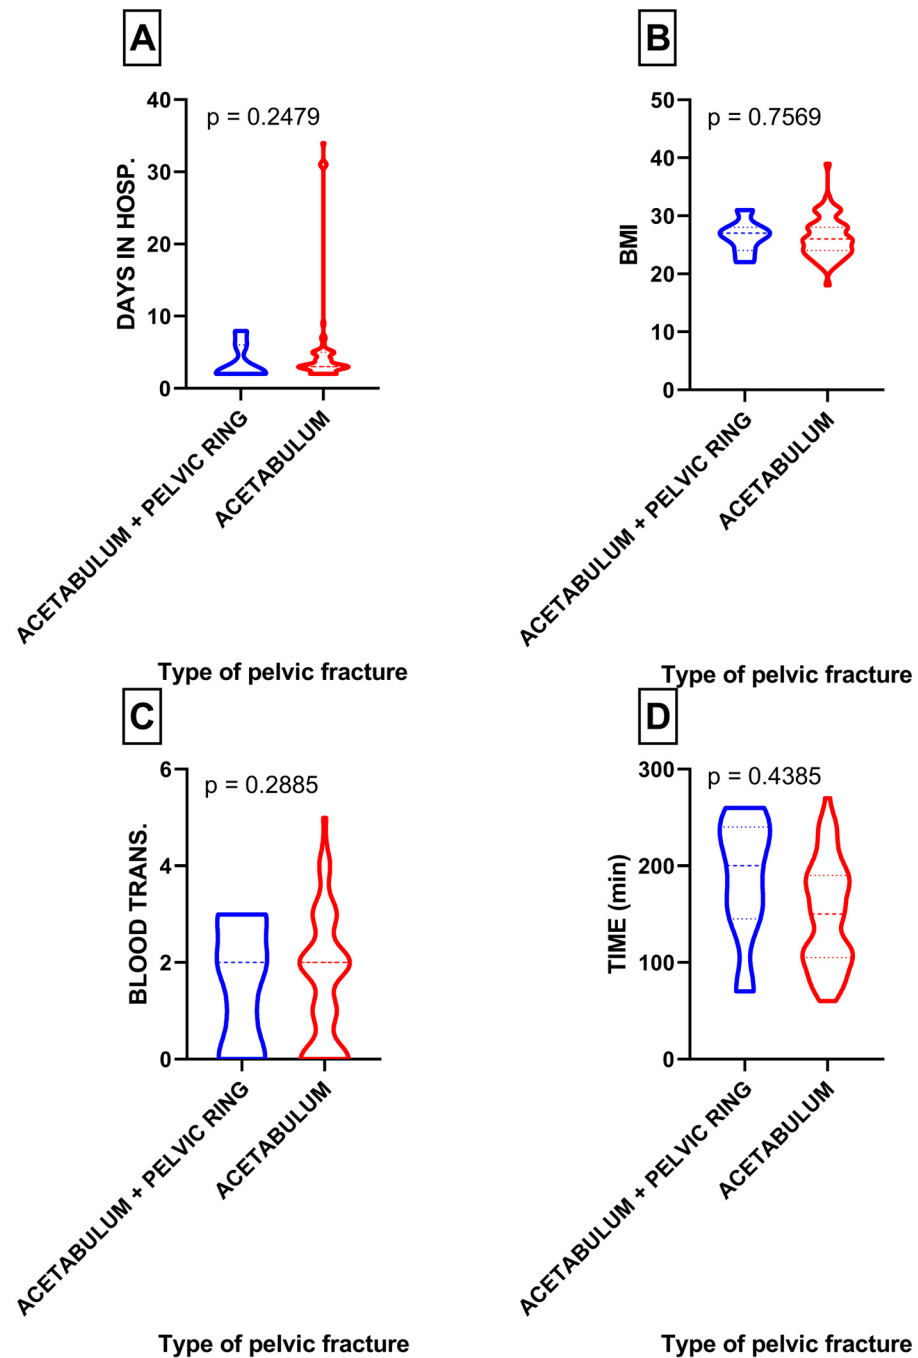 A
p = 0.2479
DAYS IN HOSP.
40
30
20
10
0
ACETABULUM + PELVIC RING
ACETABULUM
Type of pelvic fracture
B
p = 0.7569
BMI
50
40
30
20
10
0
ACETABULUM + PELVIC RING
ACETABULUM
Type of pelvic fracture
C
p = 0.2885
BLOOD TRANS.
6
4
2
0
ACETABULUM + PELVIC RING
ACETABULUM
Type of pelvic fracture
D
p = 0.4385
TIME (min)
300
200
100
0
ACETABULUM + PELVIC RING
ACETABULUM
Type of pelvic fracture